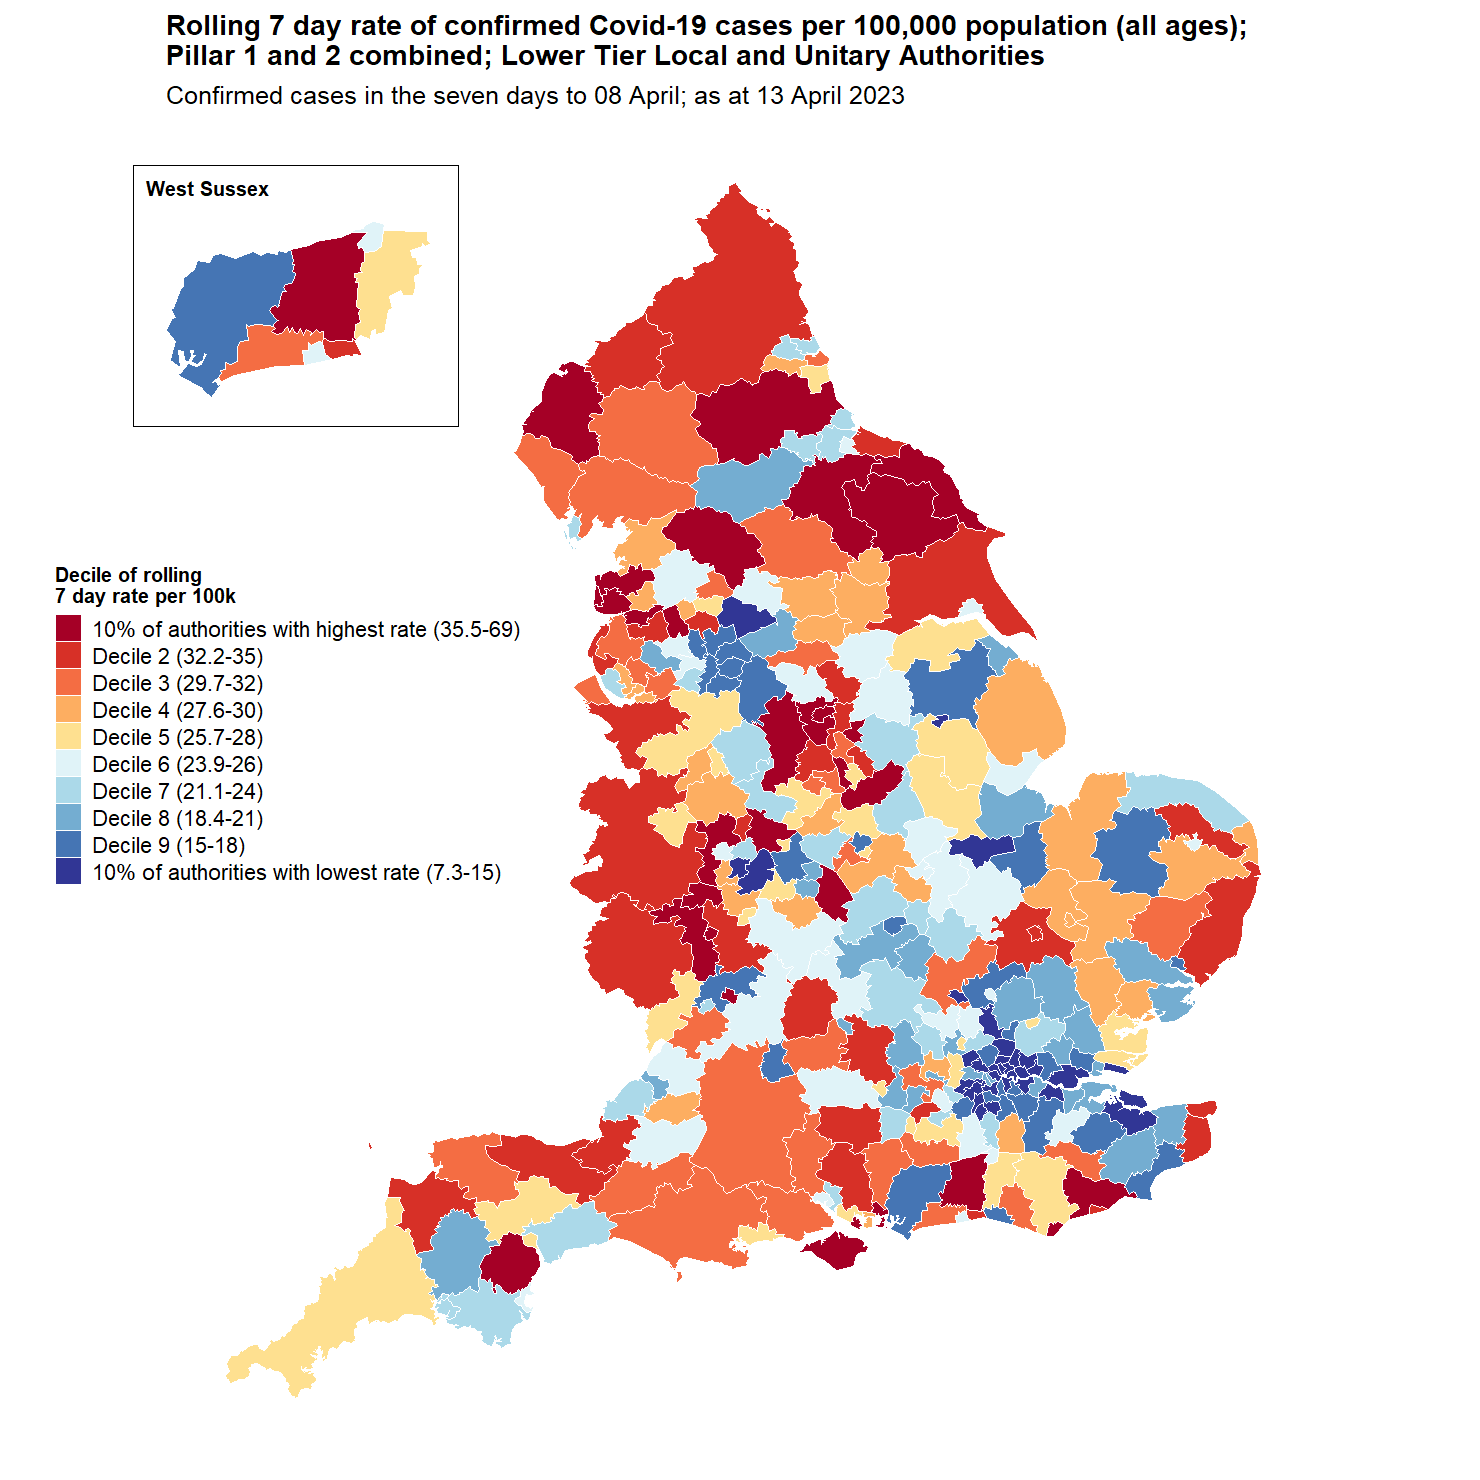 Rolling 7 day rate of confirmed Covid-19 cases per 100,000 population (all ages);
Pillar 1 and 2 combined; Lower Tier Local and Unitary Authorities
Confirmed cases in the seven days to 08 April; as at 13 April 2023
West Sussex
Decile of rolling
7 day rate per 100k
10% of authorities with highest rate (35.5-69)
Decile 2 (32.2-35)
Decile 3 (29.7-32)
Decile 4 (27.6-30)
Decile 5 (25.7-28)
Decile 6 (23.9-26)
Decile 7 (21.1-24)
Decile 8 (18.4-21)
Decile 9 (15-18)
10% of authorities with lowest rate (7.3-15)